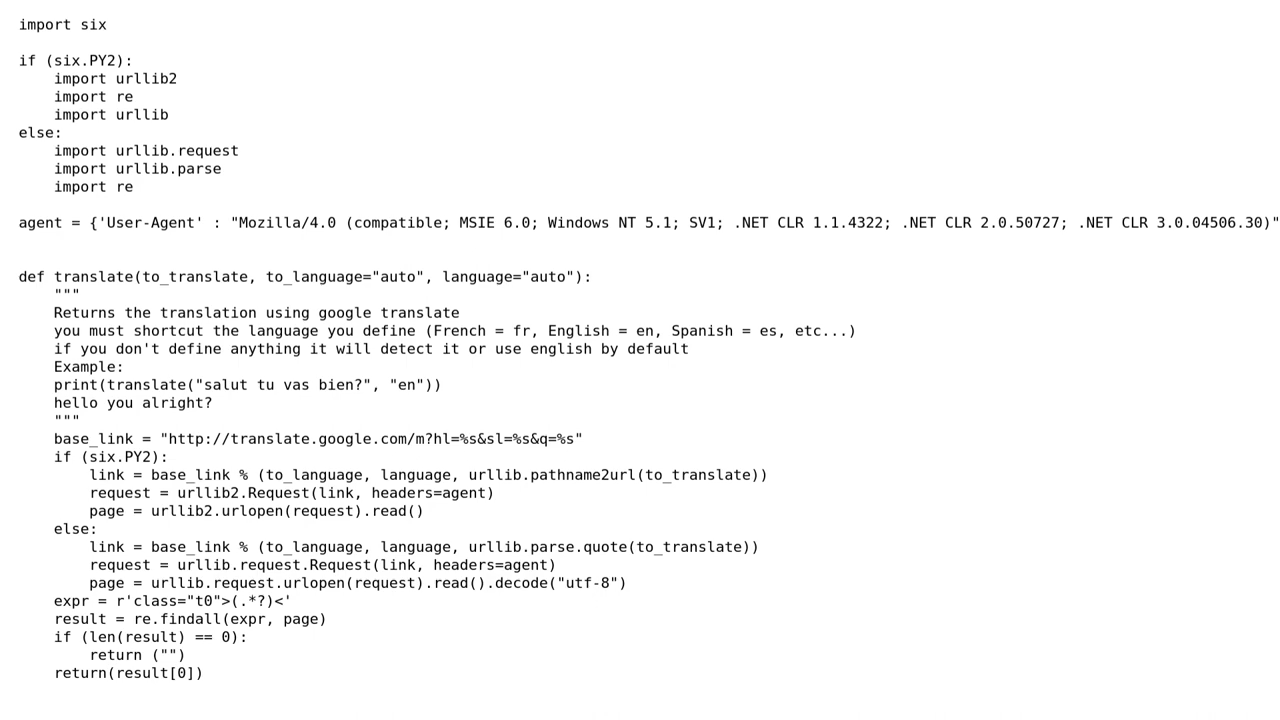 import six
if (six.PY2):
    import urllib2
    import re
    import urllib
else:
    import urllib.request
    import urllib.parse
    import re
agent = {'User-Agent' : "Mozilla/4.0 (compatible; MSIE 6.0; Windows NT 5.1; SV1; .NET CLR 1.1.4322; .NET CLR 2.0.50727; .NET CLR 3.0.04506.30)"
def translate(to_translate, to_language="auto", language="auto"):
    """
    Returns the translation using google translate
    you must shortcut the language you define (French = fr, English = en, Spanish = es, etc...)
    if you don't define anything it will detect it or use english by default
    Example:
    print(translate("salut tu vas bien?", "en"))
    hello you alright?
    """
    base_link = "http://translate.google.com/m?hl=%s&sl=%s&q=%s"
    if (six.PY2):
        link = base_link % (to_language, language, urllib.pathname2url(to_translate))
        request = urllib2.Request(link, headers=agent)
        page = urllib2.urlopen(request).read()
    else:
        link = base_link % (to_language, language, urllib.parse.quote(to_translate))
        request = urllib.request.Request(link, headers=agent)
        page = urllib.request.urlopen(request).read().decode("utf-8")
    expr = r'class="t0">(.*?)<'
    result = re.findall(expr, page)
    if (len(result) == 0):
        return ("")
    return(result[0])